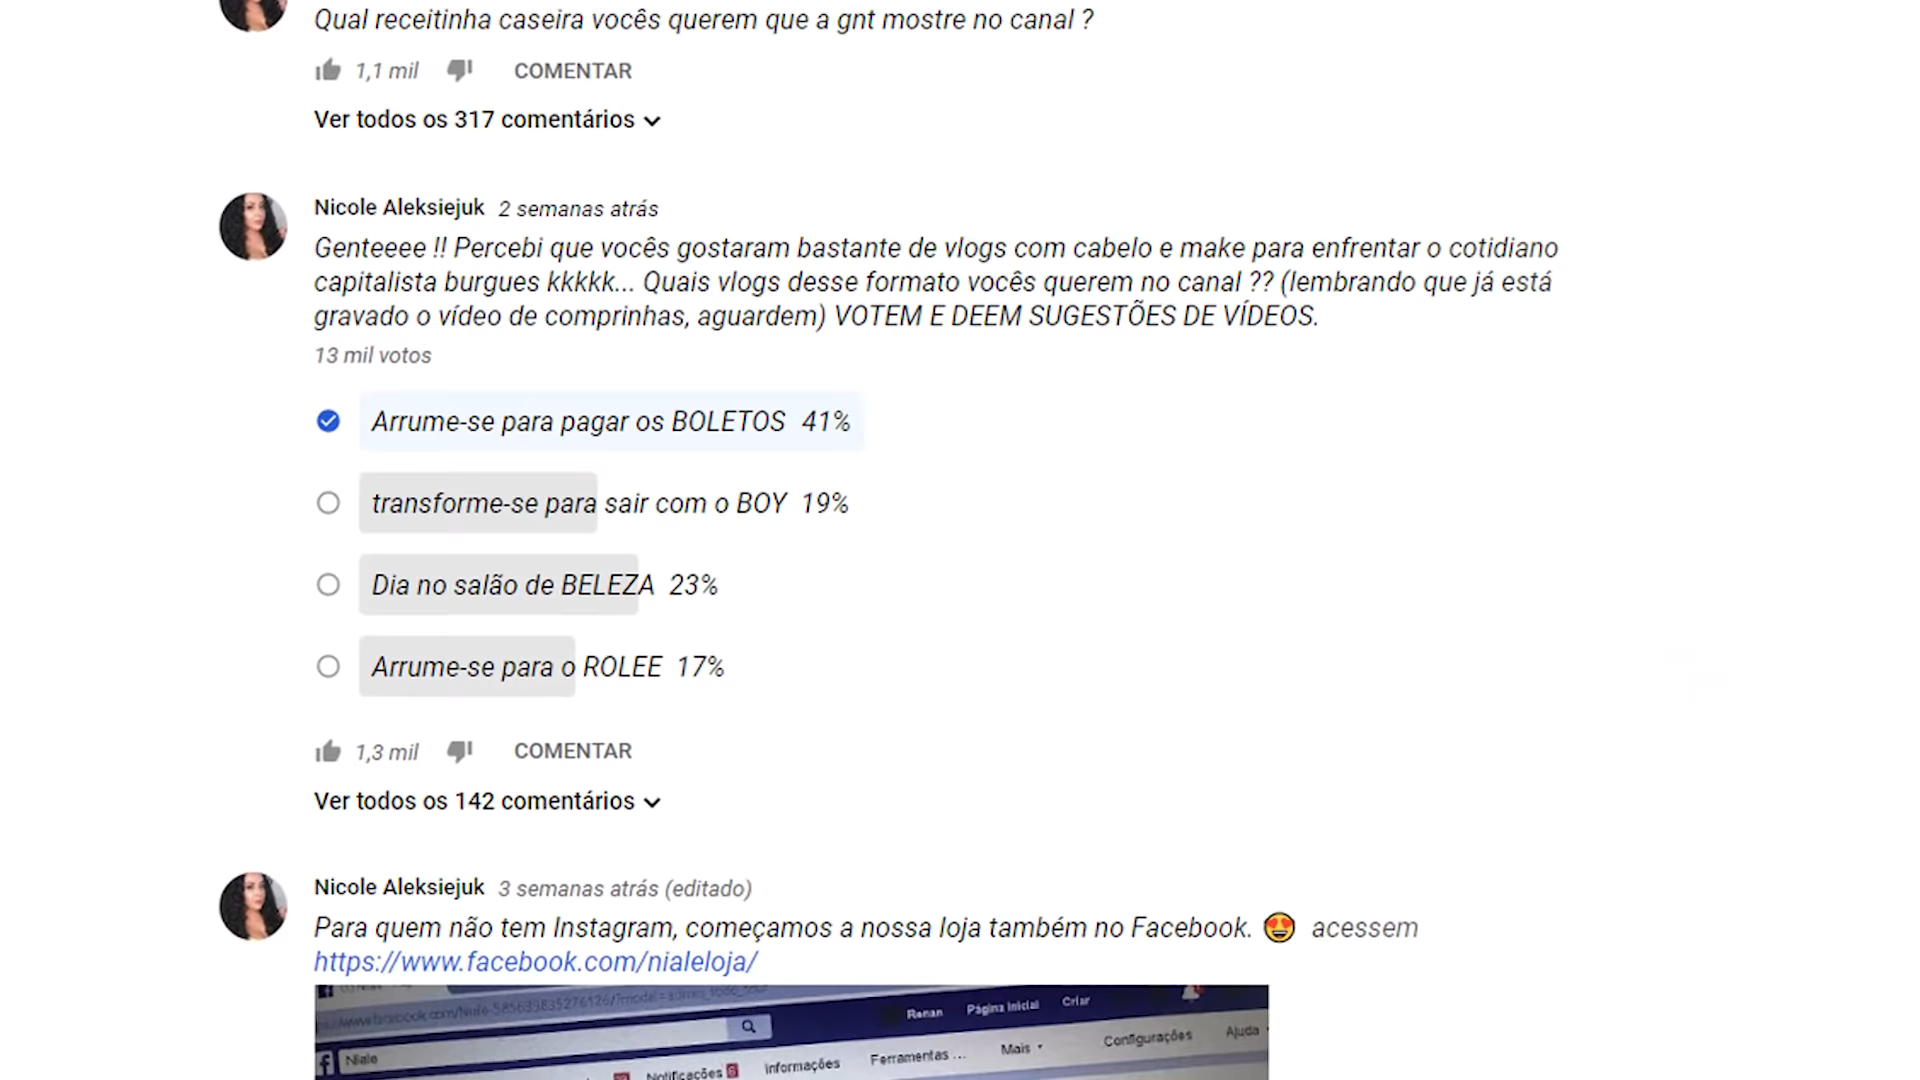 Qual receitinha caseira vocês querem que a gnt mostre no canal ?
1,1 mil COMENTAR
Ver todos os 317 comentários
Nicole Aleksiejuk 2 semanas atrás
Genteeee !! Percebi que vocês gostaram bastante de vlogs com cabelo e make para enfrentar o cotidiano
capitalista burgues kkkkk... Quais vlogs desse formato vocês querem no canal ?? (lembrando que já está
gravado o vídeo de comprinhas, aguardem) VOTEM E DEEM SUGESTÕES DE VÍDEOS.
13 mil votos
Arrume-se para pagar os BOLETOS 41%
transforme-se para sair com o BOY 19%
Dia no salão de BELEZA 23%
Arrume-se para o ROLEE 17%
1,3 mil COMENTAR
Ver todos os 142 comentários
Nicole Aleksiejuk 3 semanas atrás (editado)
Para quem não tem Instagram, começamos a nossa loja também no Facebook. 😍 acessem
https://www.facebook.com/nialeloja/
Renan Página Inicial Criar
Niale
Notificações Informações Ferramentas ... Mais Configurações Ajuda